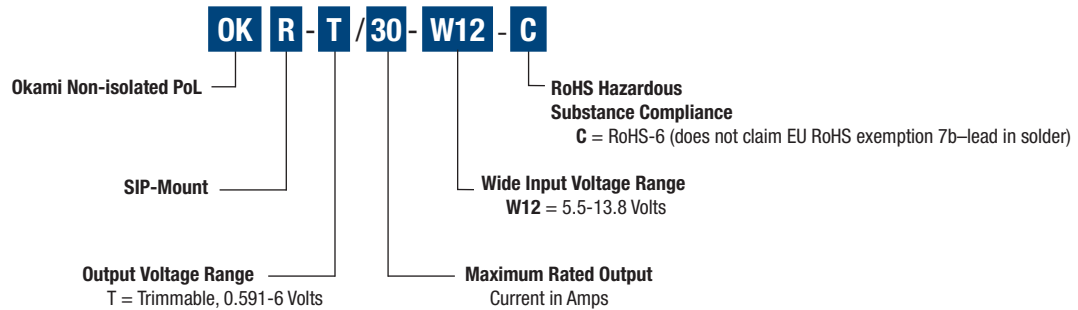 OK R - T / 30 - W12 - C
Okami Non-isolated PoL
RoHS Hazardous
Substance Compliance
C = RoHS-6 (does not claim EU RoHS exemption 7b–lead in solder)
SIP-Mount
Wide Input Voltage Range
W12 = 5.5-13.8 Volts
Output Voltage Range
T = Trimmable, 0.591-6 Volts
Maximum Rated Output
Current in Amps